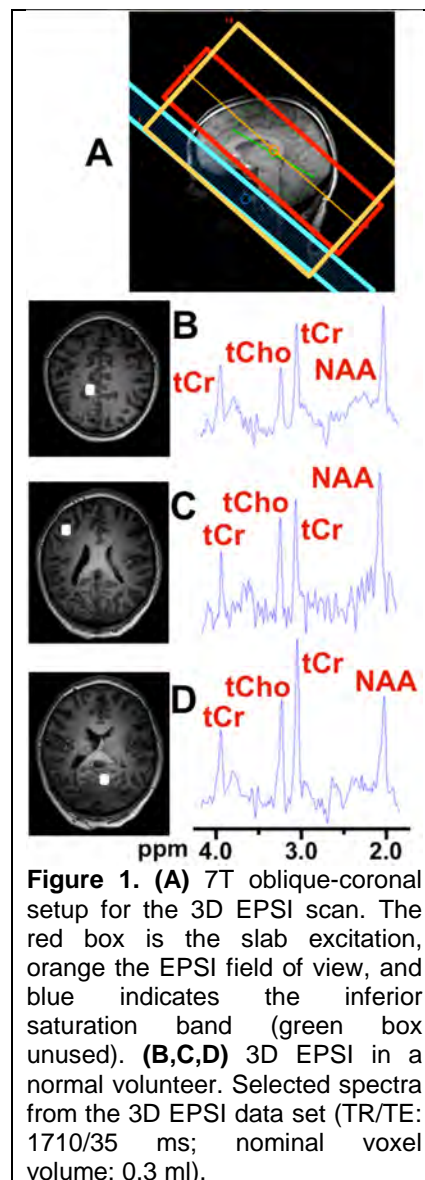 A
B
tCr
tCho
tCr
NAA
C
tCr
tCho
tCr
NAA
D
tCr
tCho
tCr
NAA
ppm 4.0 3.0 2.0
Figure 1. (A) 7T oblique-coronal
setup for the 3D EPSI scan. The
red box is the slab excitation,
orange the EPSI field of view, and
blue indicates the inferior
saturation band (green box
unused). (B,C,D) 3D EPSI in a
normal volunteer. Selected spectra
from the 3D EPSI data set (TR/TE:
1710/35 ms; nominal voxel
volume: 0.3 ml).